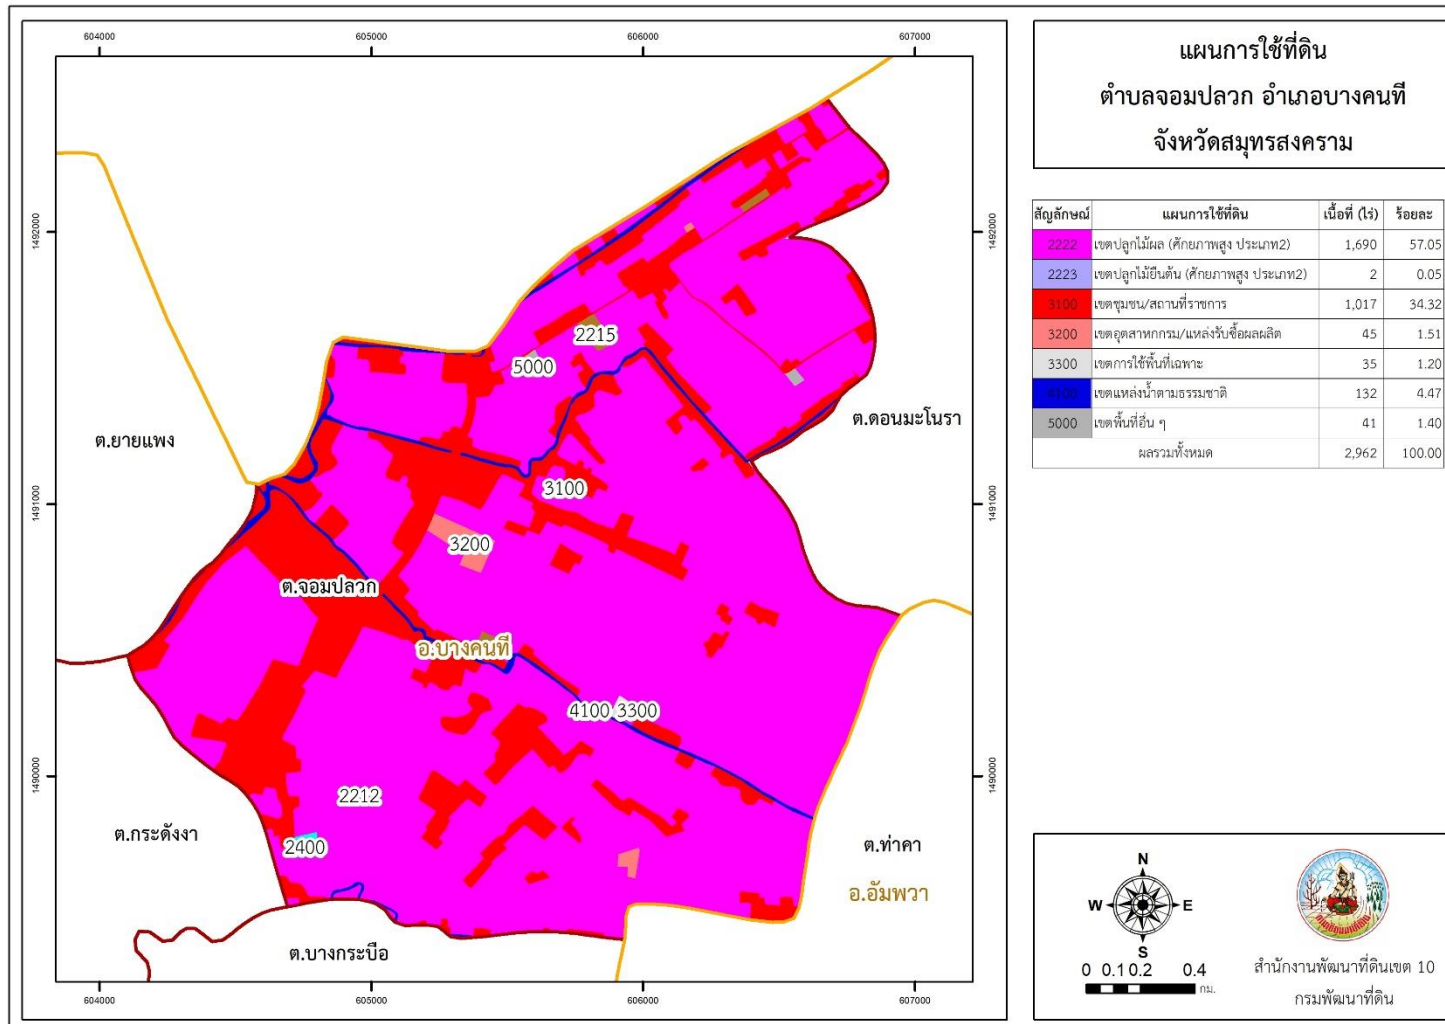 แผนการใช้ที่ดิน
ตำบลจอมปลวก อำเภอบางคนที
จังหวัดสมุทรสงคราม
604000 605000 606000 607000
1492000 1492000
1491000 1491000
1490000 1490000
604000 605000 606000 607000
2215
5000
ต.ยายแพง
ต.ดอนมะโนรา
3100
3200
ต.จอมปลวก
อ.บางคนที
4100 3300
2212
ต.กระดังงา
2400
ต.ท่าคา
อ.อัมพวา
ต.บางกระบือ
สัญลักษณ์ แผนการใช้ที่ดิน เนื้อที่ (ไร่) ร้อยละ
2222 เขตปลูกไม้ผล (ศักยภาพสูง ประเภท2) 1,690 57.05
2223 เขตปลูกไม้ยืนต้น (ศักยภาพสูง ประเภท2) 2 0.05
3100 เขตชุมชน/สถานที่ราชการ 1,017 34.32
3200 เขตอุตสาหกรรม/แหล่งรับซื้อผลผลิต 45 1.51
3300 เขตการใช้พื้นที่เฉพาะ 35 1.20
4100 เขตแหล่งน้ำตามธรรมชาติ 132 4.47
5000 เขตพื้นที่อื่น ๆ 41 1.40
ผลรวมทั้งหมด 2,962 100.00
N
W E
S
0 0.1 0.2 0.4
กม.
สำนักงานพัฒนาที่ดินเขต 10
กรมพัฒนาที่ดิน